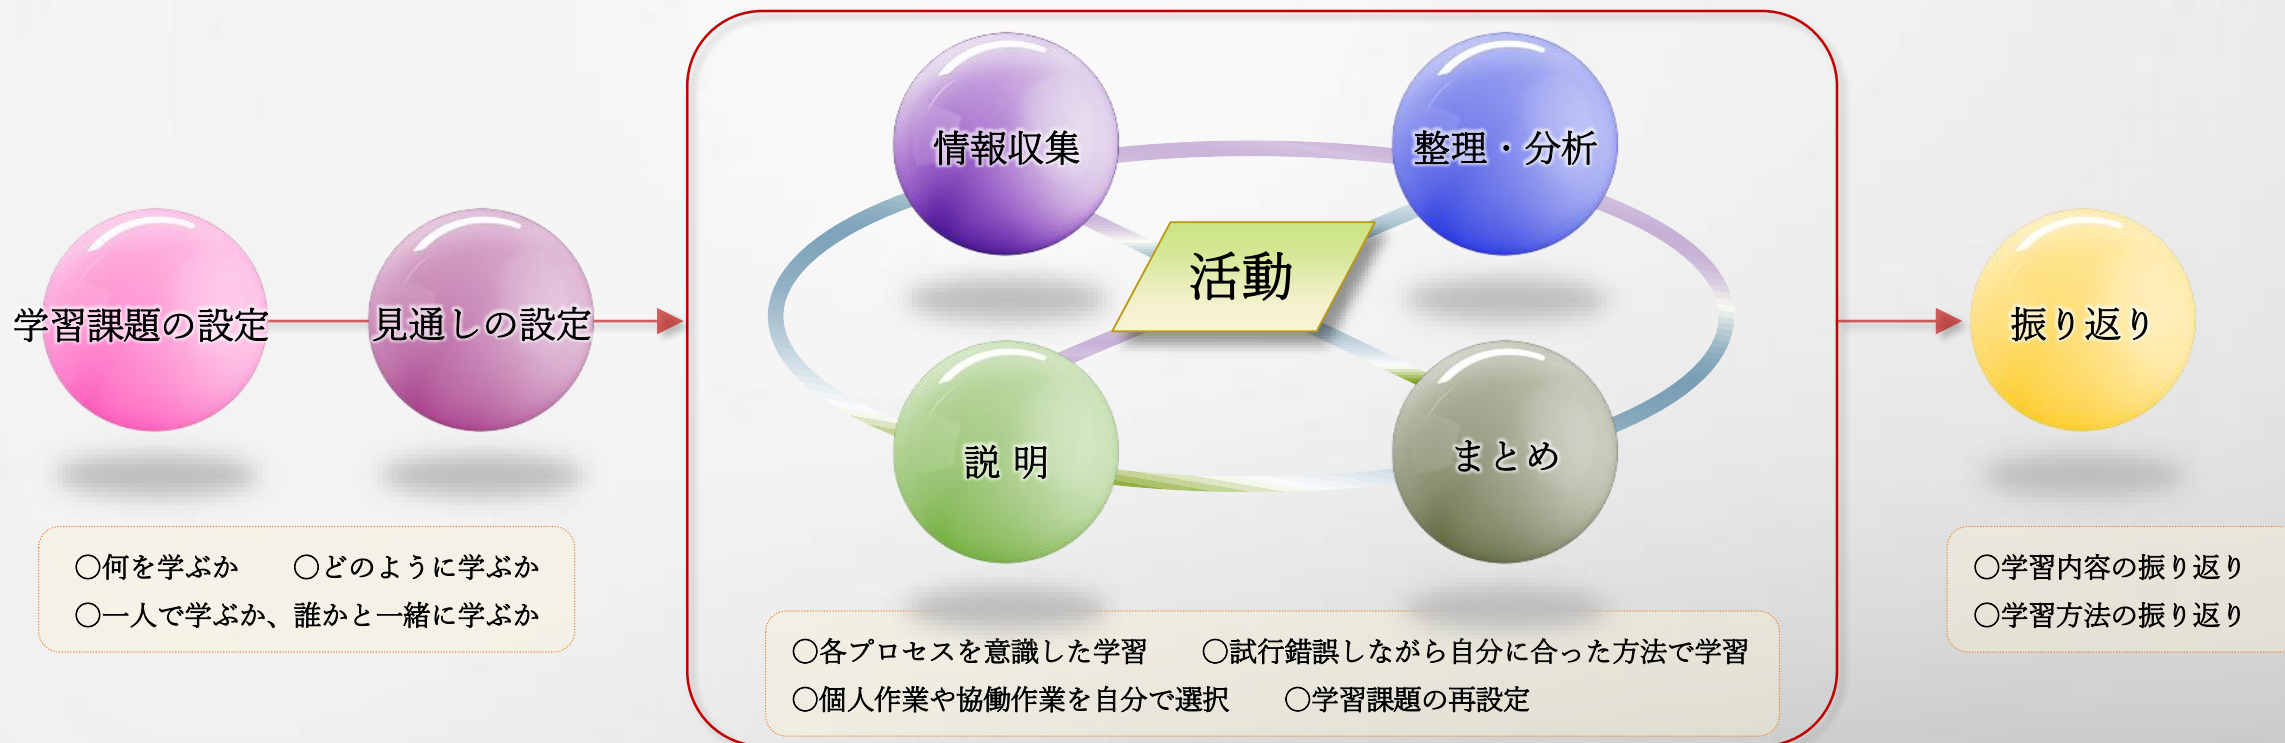 学習課題の設定
見通しの設定
情報収集
整理・分析
活動
説 明
まとめ
振り返り
○何を学ぶか　○どのように学ぶか
○一人で学ぶか、誰かと一緒に学ぶか
○各プロセスを意識した学習　○試行錯誤しながら自分に合った方法で学習
○個人作業や協働作業を自分で選択　○学習課題の再設定
○学習内容の振り返り
○学習方法の振り返り